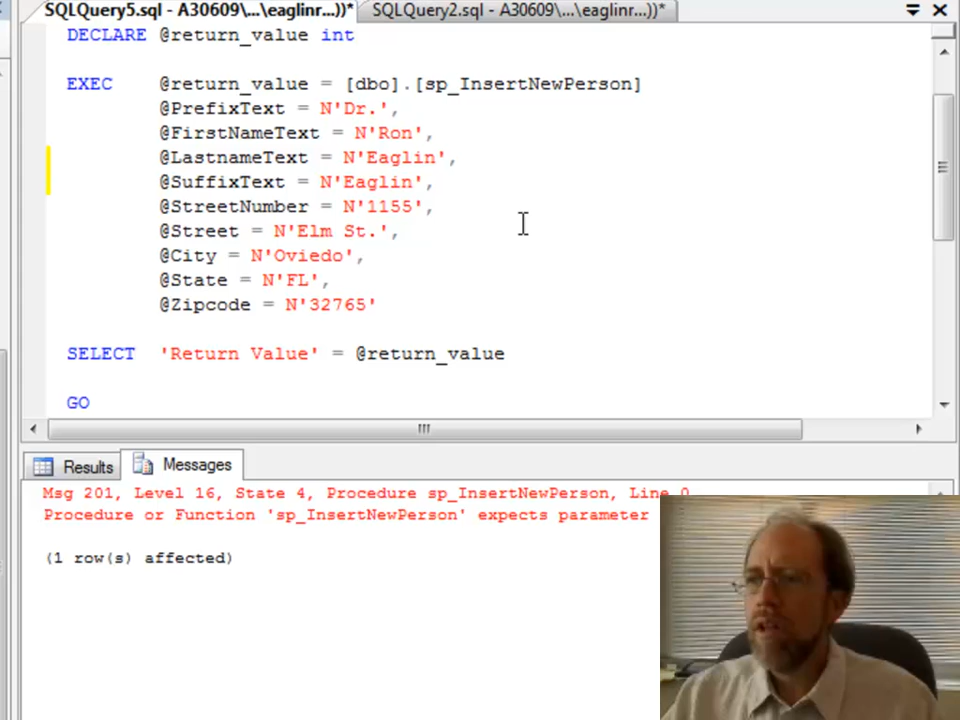 SQLQuery5.sql - A30609\...\eaglinr...))* SQLQuery2.sql - A30609\...\eaglinr...))*
DECLARE @return_value int
EXEC @return_value = [dbo].[sp_InsertNewPerson]
@PrefixText = N'Dr.',
@FirstNameText = N'Ron',
@LastnameText = N'Eaglin',
@SuffixText = N'Eaglin',
@StreetNumber = N'1155',
@Street = N'Elm St.',
@City = N'Oviedo',
@State = N'FL',
@Zipcode = N'32765'
SELECT 'Return Value' = @return_value
GO
Results Messages
Msg 201, Level 16, State 4, Procedure sp_InsertNewPerson, Line 0
Procedure or Function 'sp_InsertNewPerson' expects parameter
(1 row(s) affected)